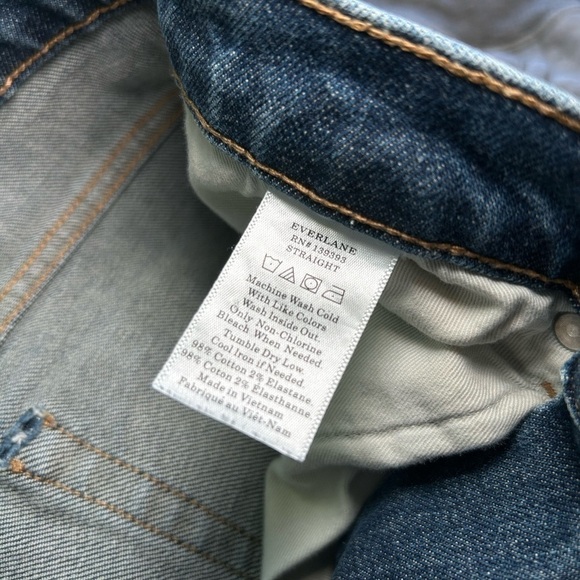 EVERLANE
RN# 139393
STRAIGHT
Machine Wash Cold
With Like Colors
Wash Inside Out.
Only Non-Chlorine
Bleach When Needed.
Tumble Dry Low.
Cool Iron if Needed.
98% Cotton 2% Elastane.
98% Coton 2% Elasthanne.
Made in Vietnam
Fabriqué au Viêt-Nam